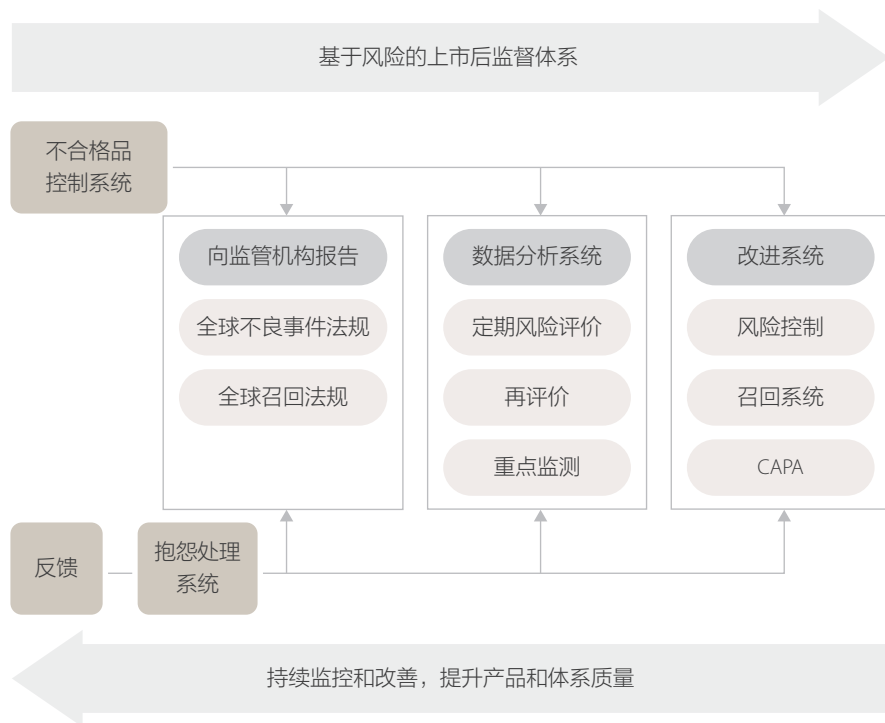 基于风险的上市后监督体系
不合格品
控制系统
向监管机构报告
全球不良事件法规
全球召回法规
数据分析系统
定期风险评价
再评价
重点监测
改进系统
风险控制
召回系统
CAPA
反馈
抱怨处理
系统
持续监控和改善，提升产品和体系质量